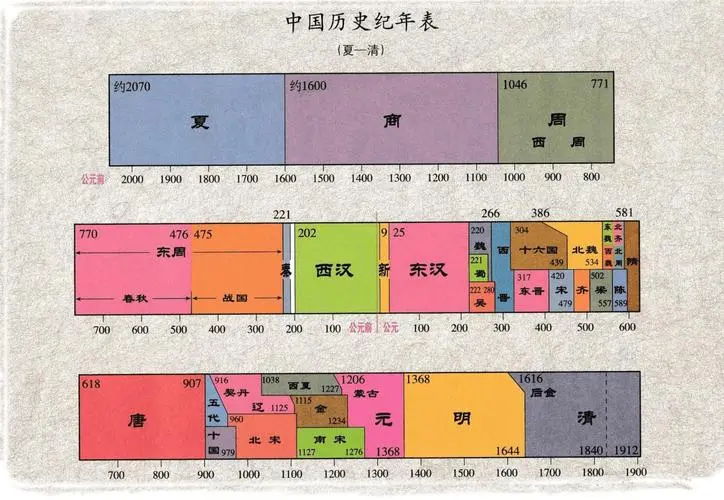 中国历史纪年表
(夏—清)
约2070 约1600 1046 771
夏 商 周
西 周
公元前 2000 1900 1800 1700 1600 1500 1400 1300 1200 1100 1000 900 800
221 266 386 581
770 476 475 202 9 25 220 304 东魏 北齐
东周 秦 西汉 新 东汉 魏 西晋 十六国 北魏 西魏 北周 隋
439 534
221 蜀
317 420 502
222 280 东晋 宋 齐 梁 陈
春秋 战国 吴 479 557 589
700 600 500 400 300 200 100 公元前 公元 100 200 300 400 500 600
618 907 916 1038 西夏 1206 1368 1616
契丹 1227 蒙古 后金
五代 辽 1125 1115 金
唐 960 1234 元 明 清
十国 北宋 南宋
979 1127 1276 1368 1644 1840 1912
700 800 900 1000 1100 1200 1300 1400 1500 1600 1700 1800 1900